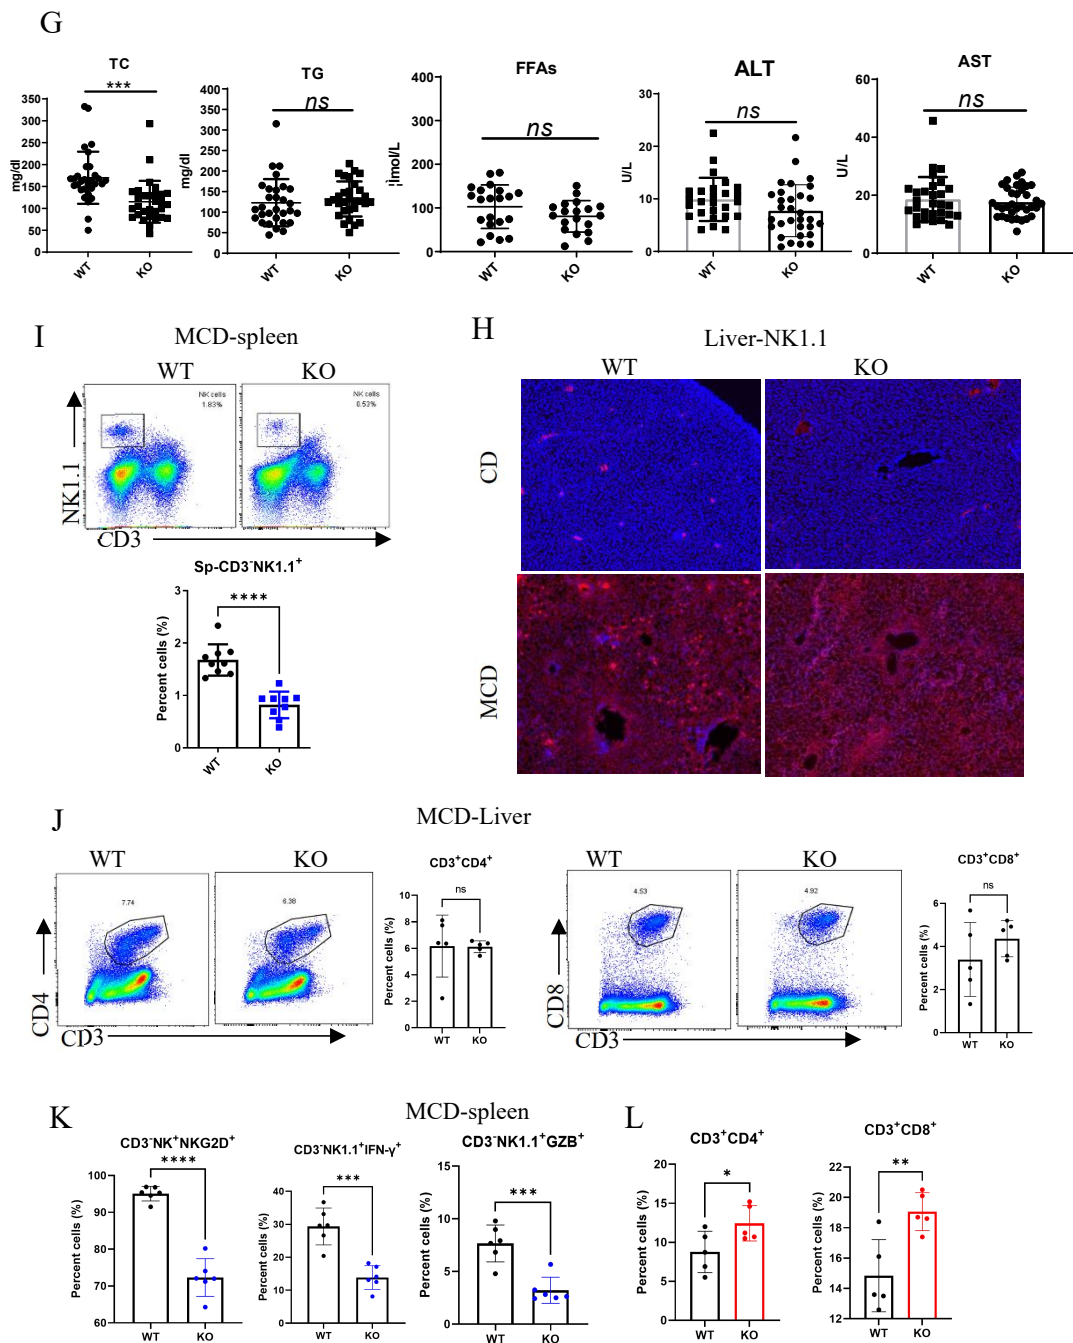 G
TC
***
mg/dl
350
300
250
200
150
100
50
0
WT
KO
TG
ns
mg/dl
400
350
300
250
200
150
100
50
0
WT
KO
FFAs
ns
¦Ìmol/L
400
300
200
100
0
WT
KO
ALT
ns
U/L
30
20
10
0
WT
KO
AST
ns
U/L
60
40
20
0
WT
KO
I
MCD-spleen
WT
KO
NK cells
1.83%
NK cells
0.53%
NK1.1
CD3
Sp-CD3⁻NK1.1⁺
****
Percent cells (%)
3
2
1
0
WT
KO
H
Liver-NK1.1
WT
KO
CD
MCD
J
MCD-Liver
WT
KO
7.74
6.38
CD4
CD3
CD3⁺CD4⁺
ns
Percent cells (%)
10
8
6
4
2
0
WT
KO
WT
KO
4.53
4.92
CD8
CD3
CD3⁺CD8⁺
ns
Percent cells (%)
6
4
2
0
WT
KO
K
MCD-spleen
CD3⁻NK⁺NKG2D⁺
****
Percent cells (%)
100
90
80
70
60
WT
KO
CD3⁻NK1.1⁺IFN-γ⁺
***
Percent cells (%)
40
30
20
10
0
WT
KO
CD3⁻NK1.1⁺GZB⁺
***
Percent cells (%)
15
10
5
0
WT
KO
L
CD3⁺CD4⁺
*
Percent cells (%)
20
15
10
5
0
WT
KO
CD3⁺CD8⁺
**
Percent cells (%)
22
20
18
16
14
12
WT
KO